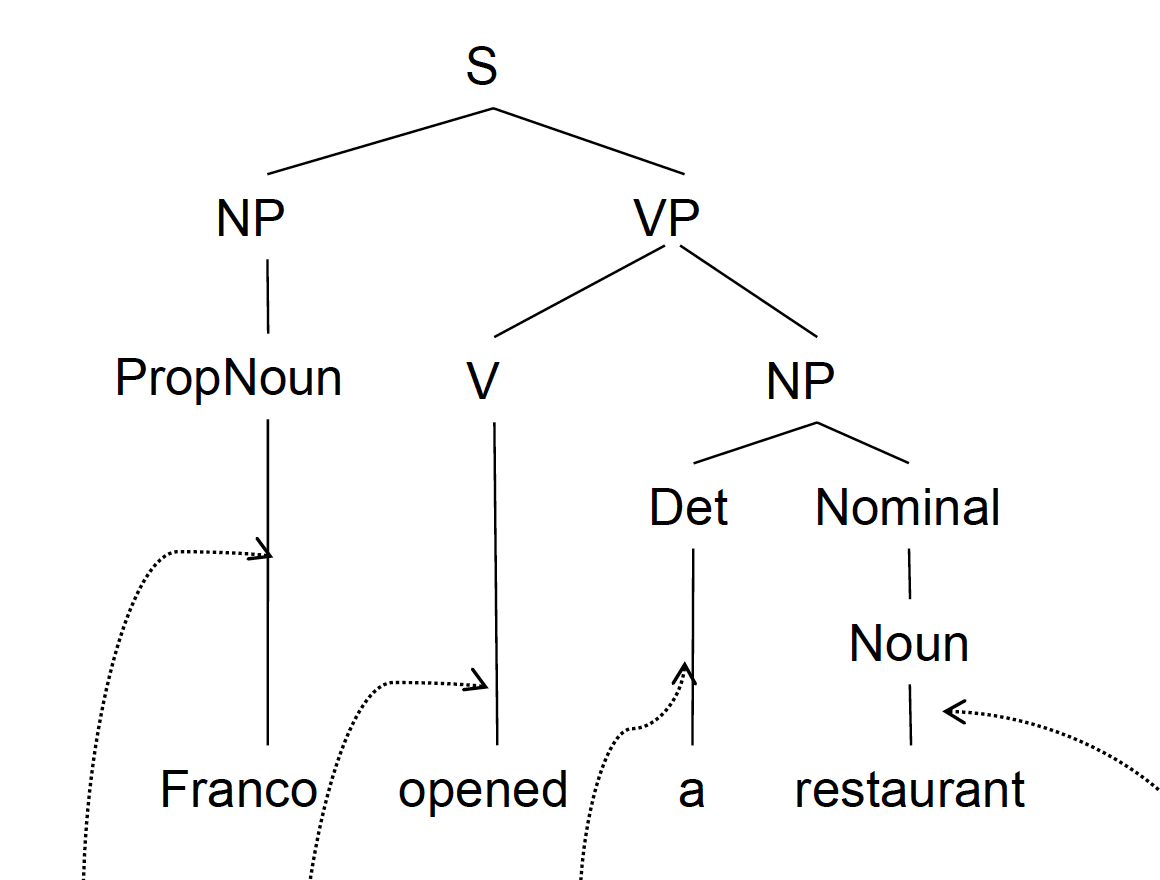 S
NP VP
PropNoun V NP
Det Nominal
Noun
Franco opened a restaurant